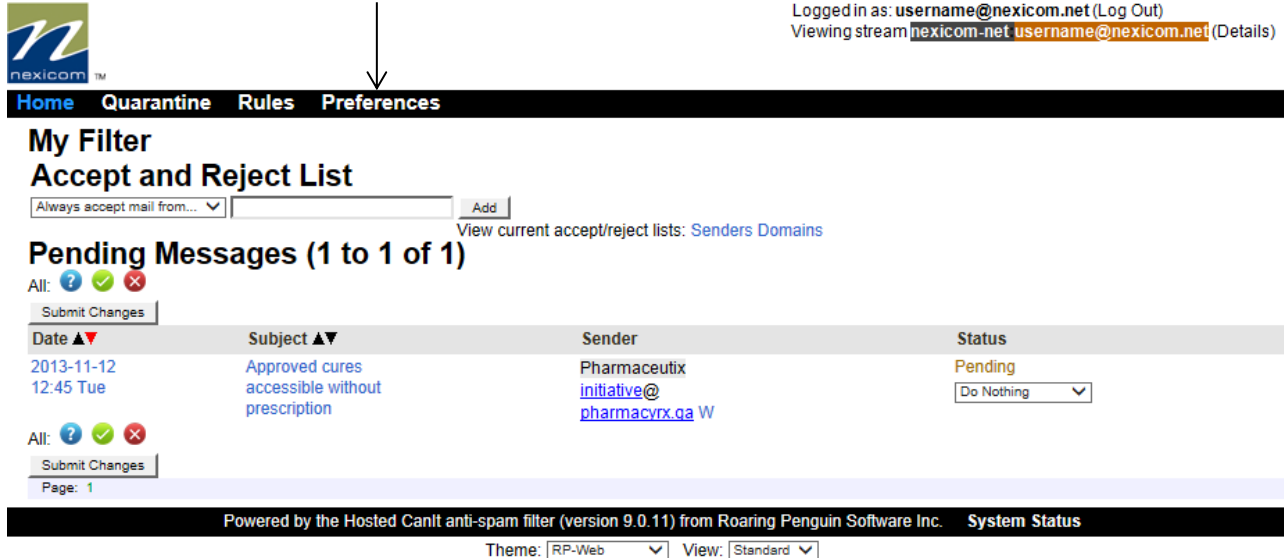 nexicom TM
Logged in as: username@nexicom.net (Log Out)
Viewing stream nexicom-net:username@nexicom.net (Details)
Home Quarantine Rules Preferences
My Filter
Accept and Reject List
Always accept mail from... Add
View current accept/reject lists: Senders Domains
Pending Messages (1 to 1 of 1)
All: ?
Submit Changes
Date ▲▼ Subject ▲▼ Sender Status
2013-11-12 Approved cures Pharmaceutix Pending
12:45 Tue accessible without initiative@ Do Nothing
prescription pharmacyrx.ga W
All: ?
Submit Changes
Page: 1
Powered by the Hosted CanIt anti-spam filter (version 9.0.11) from Roaring Penguin Software Inc. System Status
Theme: RP-Web View: Standard